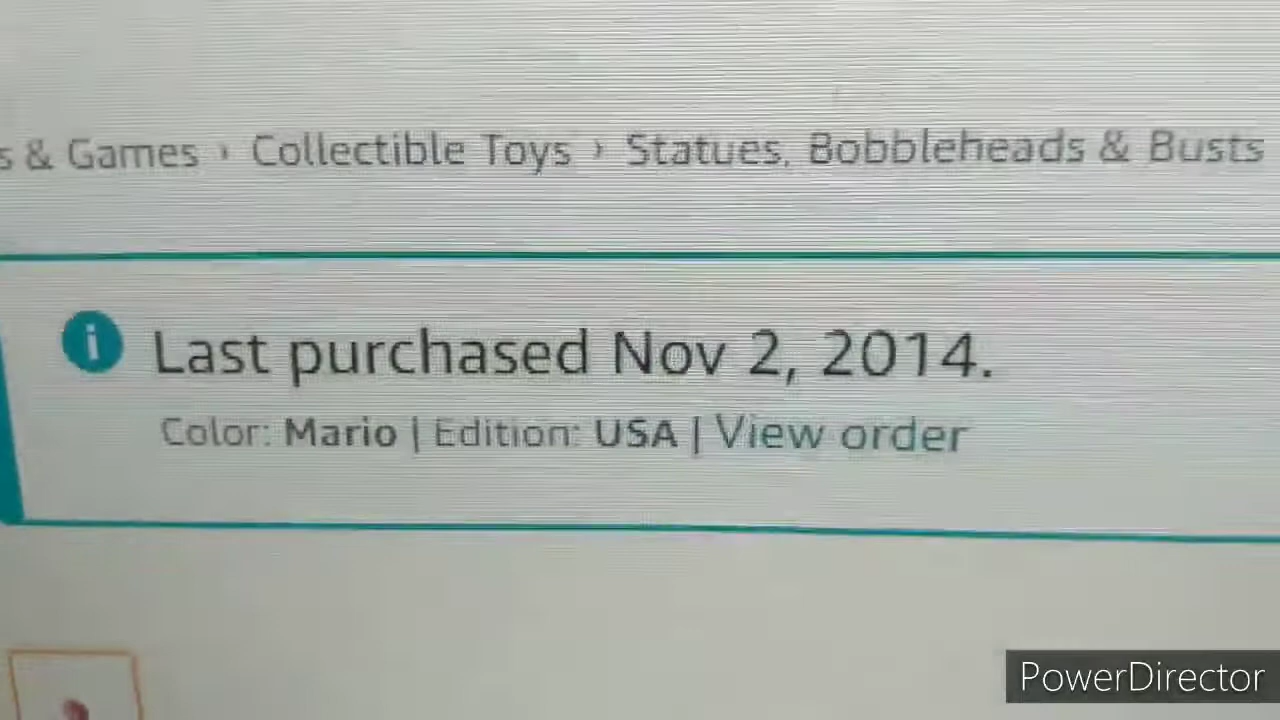 s & Games › Collectible Toys › Statues, Bobbleheads & Busts
i Last purchased Nov 2, 2014.
Color: Mario | Edition: USA | View order
PowerDirector